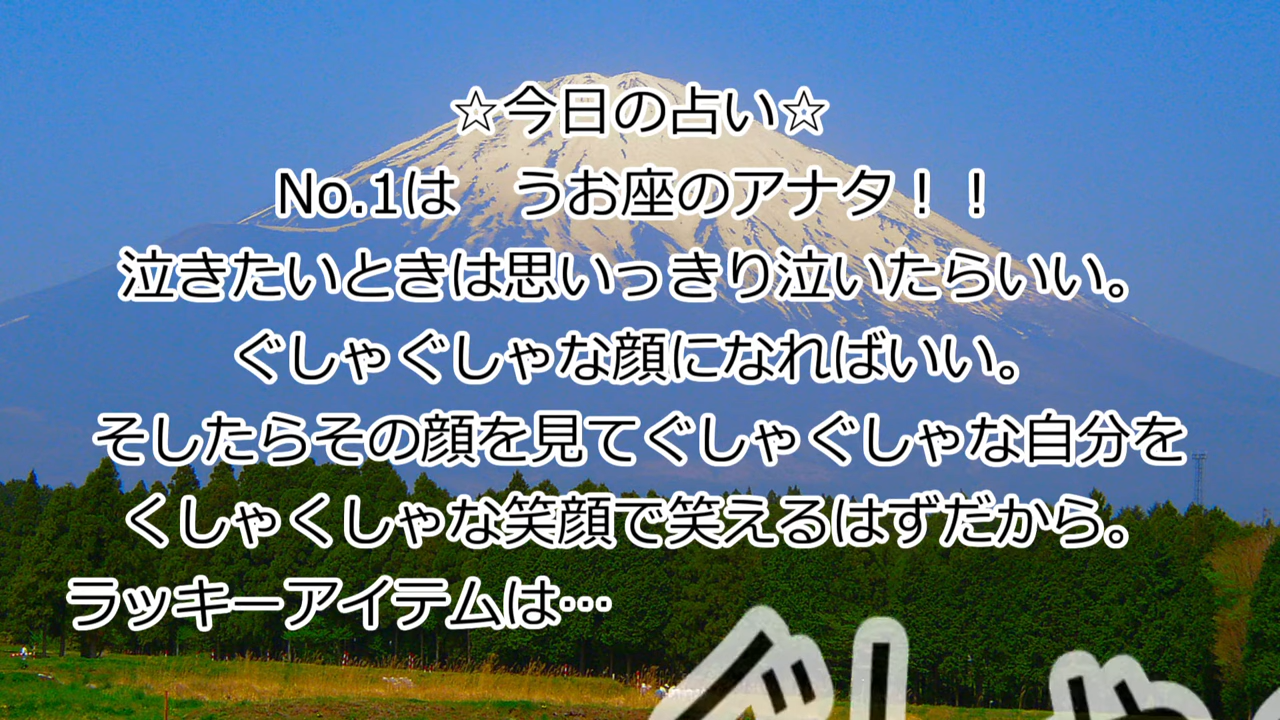 ☆今日の占い☆
No.1は　うお座のアナタ！！
泣きたいときは思いっきり泣いたらいい。
ぐしゃぐしゃな顔になればいい。
そしたらその顔を見てぐしゃぐしゃな自分を
くしゃくしゃな笑顔で笑えるはずだから。
ラッキーアイテムは…
ぐしゃ